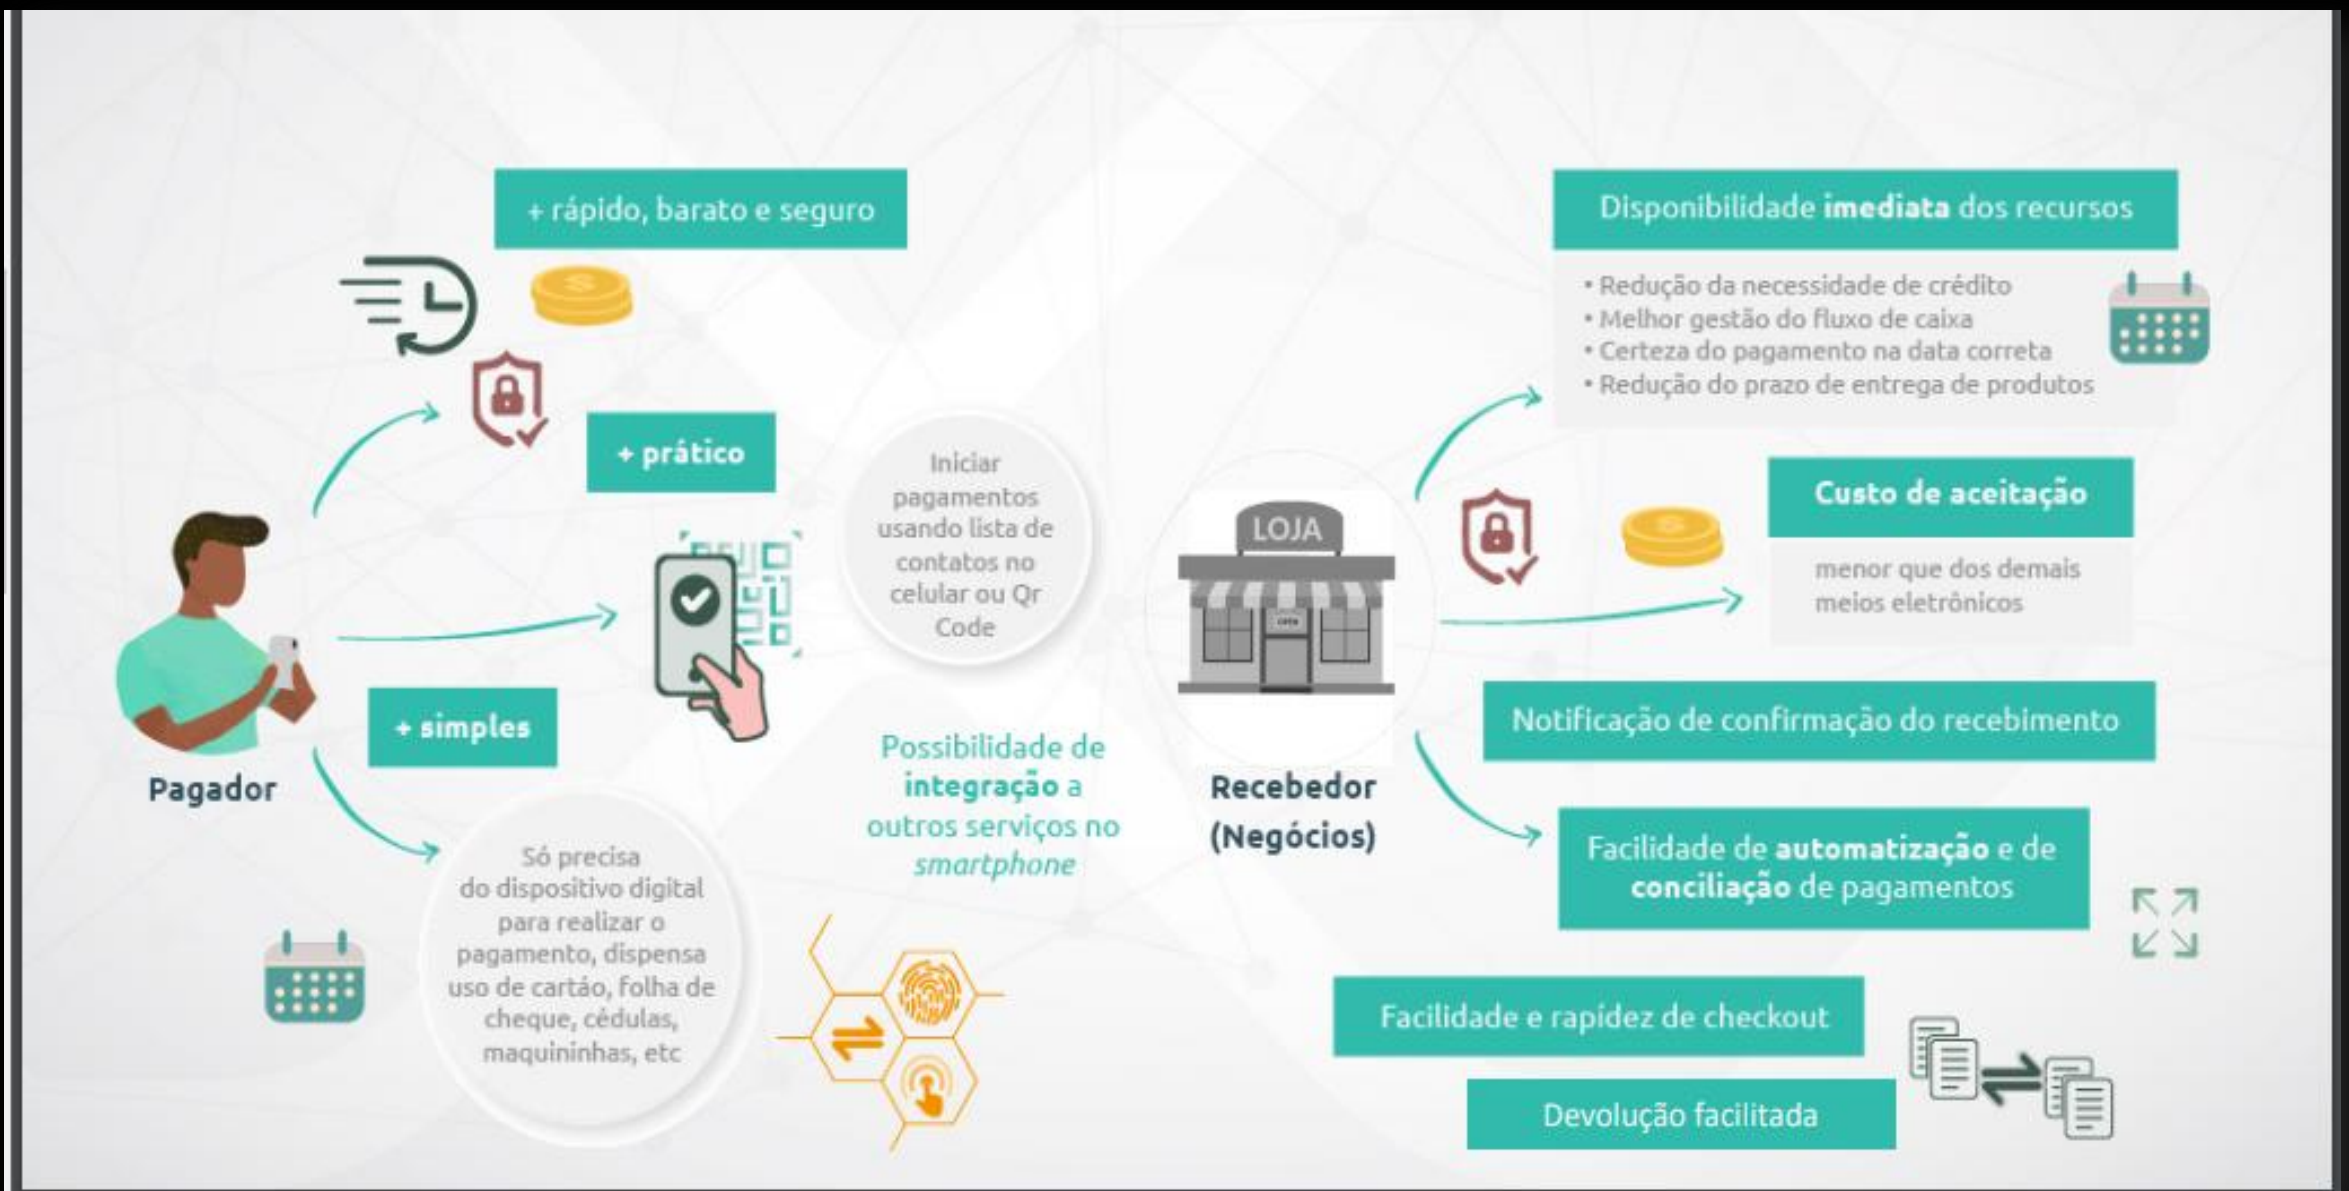 + rápido, barato e seguro
+ prático
Iniciar
pagamentos
usando lista de
contatos no
celular ou Qr
Code
+ simples
Pagador
Só precisa
do dispositivo digital
para realizar o
pagamento, dispensa
uso de cartão, folha de
cheque, cédulas,
maquininhas, etc
Possibilidade de
integração a
outros serviços no
smartphone
LOJA
OPEN
Recebedor
(Negócios)
Disponibilidade imediata dos recursos
• Redução da necessidade de crédito
• Melhor gestão do fluxo de caixa
• Certeza do pagamento na data correta
• Redução do prazo de entrega de produtos
Custo de aceitação
menor que dos demais
meios eletrônicos
Notificação de confirmação do recebimento
Facilidade de automatização e de
conciliação de pagamentos
Facilidade e rapídez de checkout
Devolução facilitada